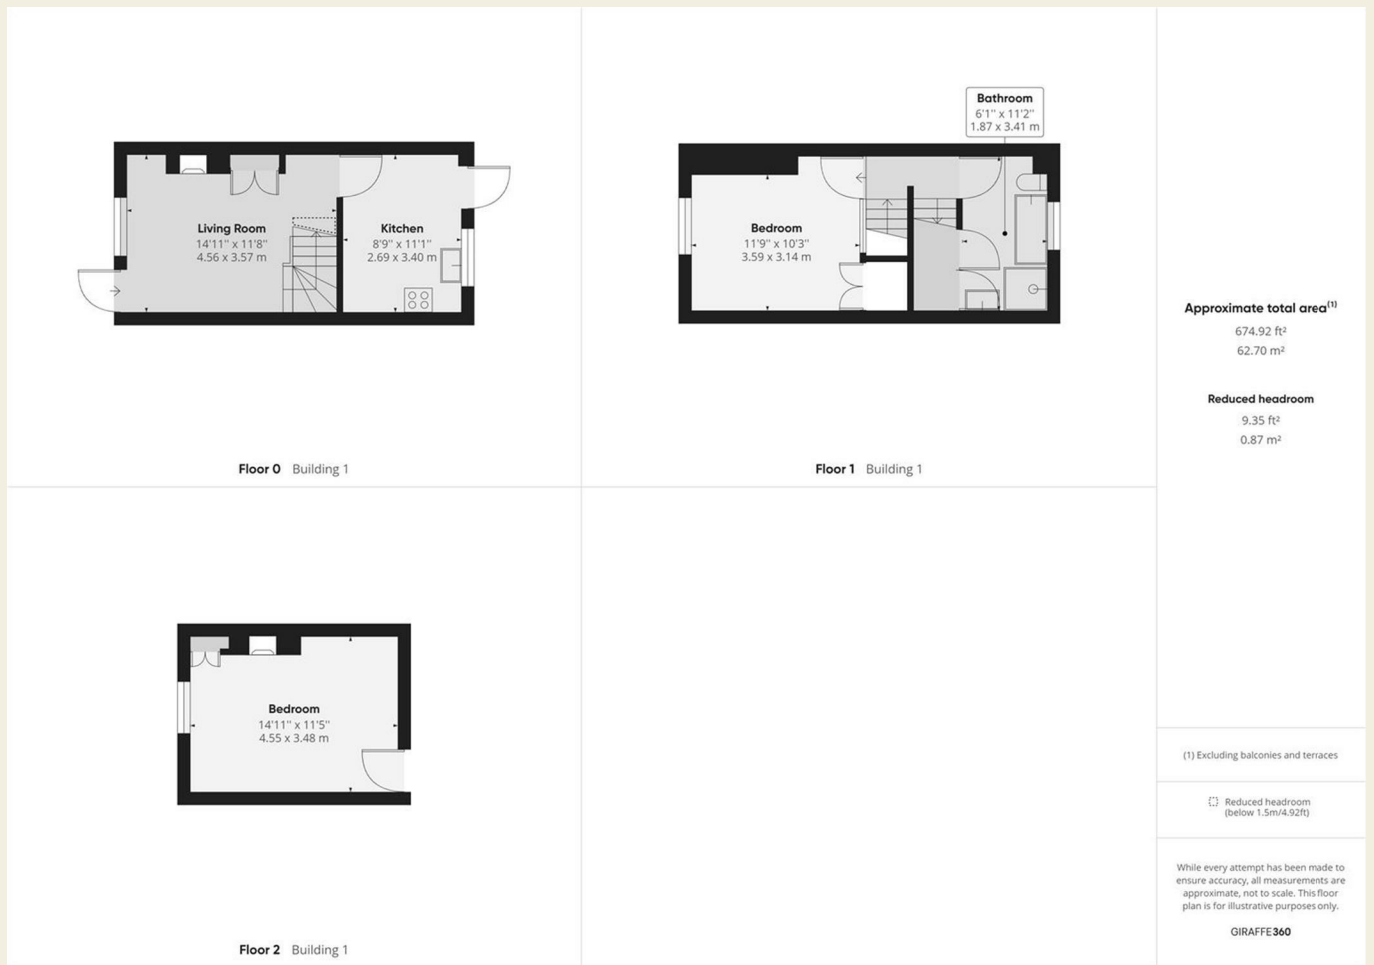 Living Room
14'11" x 11'8"
4.56 x 3.57 m
Kitchen
8'9" x 11'1"
2.69 x 3.40 m
Floor 0 Building 1
Bathroom
6'1" x 11'2"
1.87 x 3.41 m
Bedroom
11'9" x 10'3"
3.59 x 3.14 m
Floor 1 Building 1
Bedroom
14'11" x 11'5"
4.55 x 3.48 m
Floor 2 Building 1
Approximate total area(1)
674.92 ft²
62.70 m²
Reduced headroom
9.35 ft²
0.87 m²
(1) Excluding balconies and terraces
Reduced headroom
(below 1.5m/4.92ft)
While every attempt has been made to
ensure accuracy, all measurements are
approximate, not to scale. This floor
plan is for illustrative purposes only.
GIRAFFE360